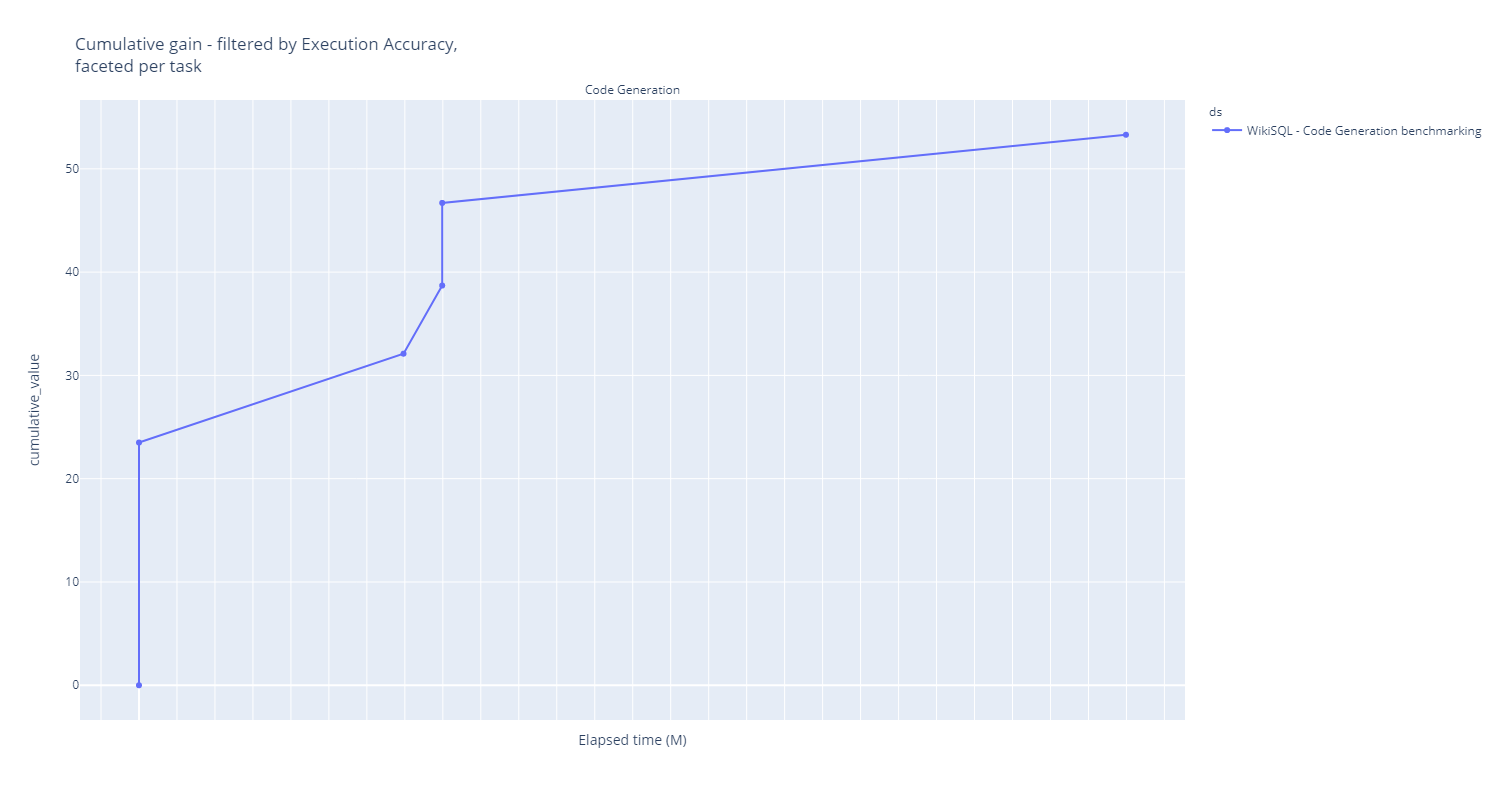 Cumulative gain - filtered by Execution Accuracy,
faceted per task
Code Generation
ds
WikiSQL - Code Generation benchmarking
cumulative_value
50
40
30
20
10
0
Elapsed time (M)